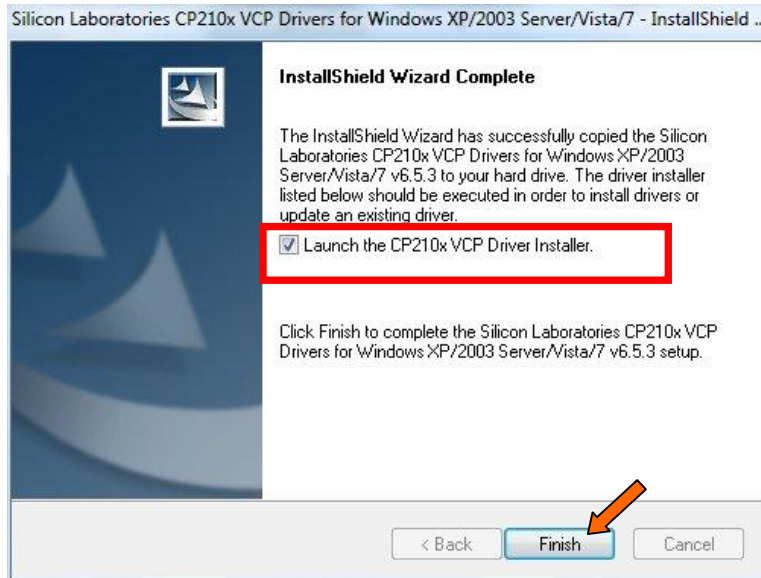 Silicon Laboratories CP210x VCP Drivers for Windows XP/2003 Server/Vista/7 - InstallShield ..
InstallShield Wizard Complete
The InstallShield Wizard has successfully copied the Silicon
Laboratories CP210x VCP Drivers for Windows XP/2003
Server/Vista/7 v6.5.3 to your hard drive. The driver installer
listed below should be executed in order to install drivers or
update an existing driver.
Launch the CP210x VCP Driver Installer.
Click Finish to complete the Silicon Laboratories CP210x VCP
Drivers for Windows XP/2003 Server/Vista/7 v6.5.3 setup.
< Back Finish Cancel